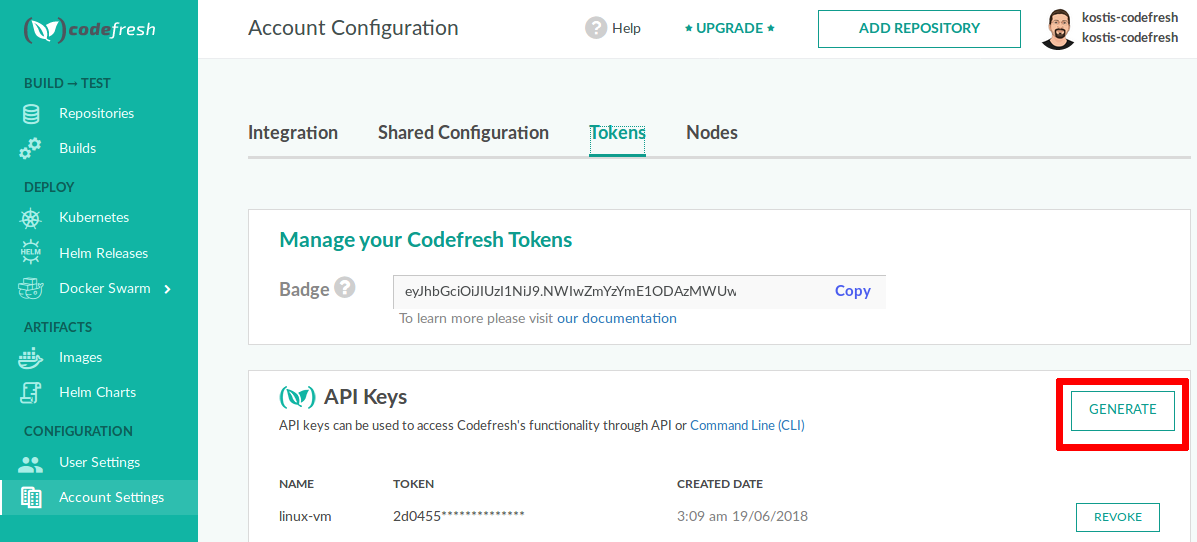 codefresh
Account Configuration
? Help
★ UPGRADE ★
ADD REPOSITORY
kostis-codefresh
kostis-codefresh
BUILD → TEST
Repositories
Builds
DEPLOY
Kubernetes
HELM Helm Releases
Docker Swarm
ARTIFACTS
Images
Helm Charts
CONFIGURATION
User Settings
Account Settings
Integration Shared Configuration Tokens Nodes
Manage your Codefresh Tokens
Badge ? eyJhbGciOiJIUzI1NiJ9.NWIwZmYzYmE1ODAzMWUw Copy
To learn more please visit our documentation
API Keys
GENERATE
API keys can be used to access Codefresh's functionality through API or Command Line (CLI)
NAME TOKEN CREATED DATE
linux-vm 2d0455************** 3:09 am 19/06/2018 REVOKE